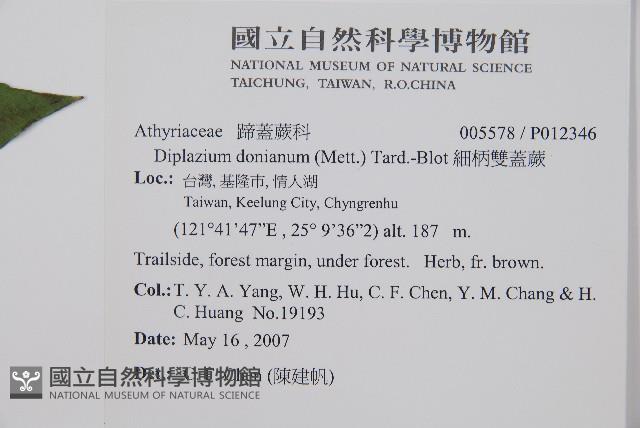 國立自然科學博物館
NATIONAL MUSEUM OF NATURAL SCIENCE
TAICHUNG, TAIWAN, R.O.CHINA
Athyriaceae 蹄蓋蕨科 005578 / P012346
Diplazium donianum (Mett.) Tard.-Blot 細柄雙蓋蕨
Loc.: 台灣, 基隆市, 情人湖
Taiwan, Keelung City, Chyngrenhu
(121°41'47"E , 25° 9'36"2) alt. 187 m.
Trailside, forest margin, under forest. Herb, fr. brown.
Col.: T. Y. A. Yang, W. H. Hu, C. F. Chen, Y. M. Chang & H.
C. Huang No.19193
Date: May 16 , 2007
(陳建帆)
國立自然科學博物館
NATIONAL MUSEUM OF NATURAL SCIENCE